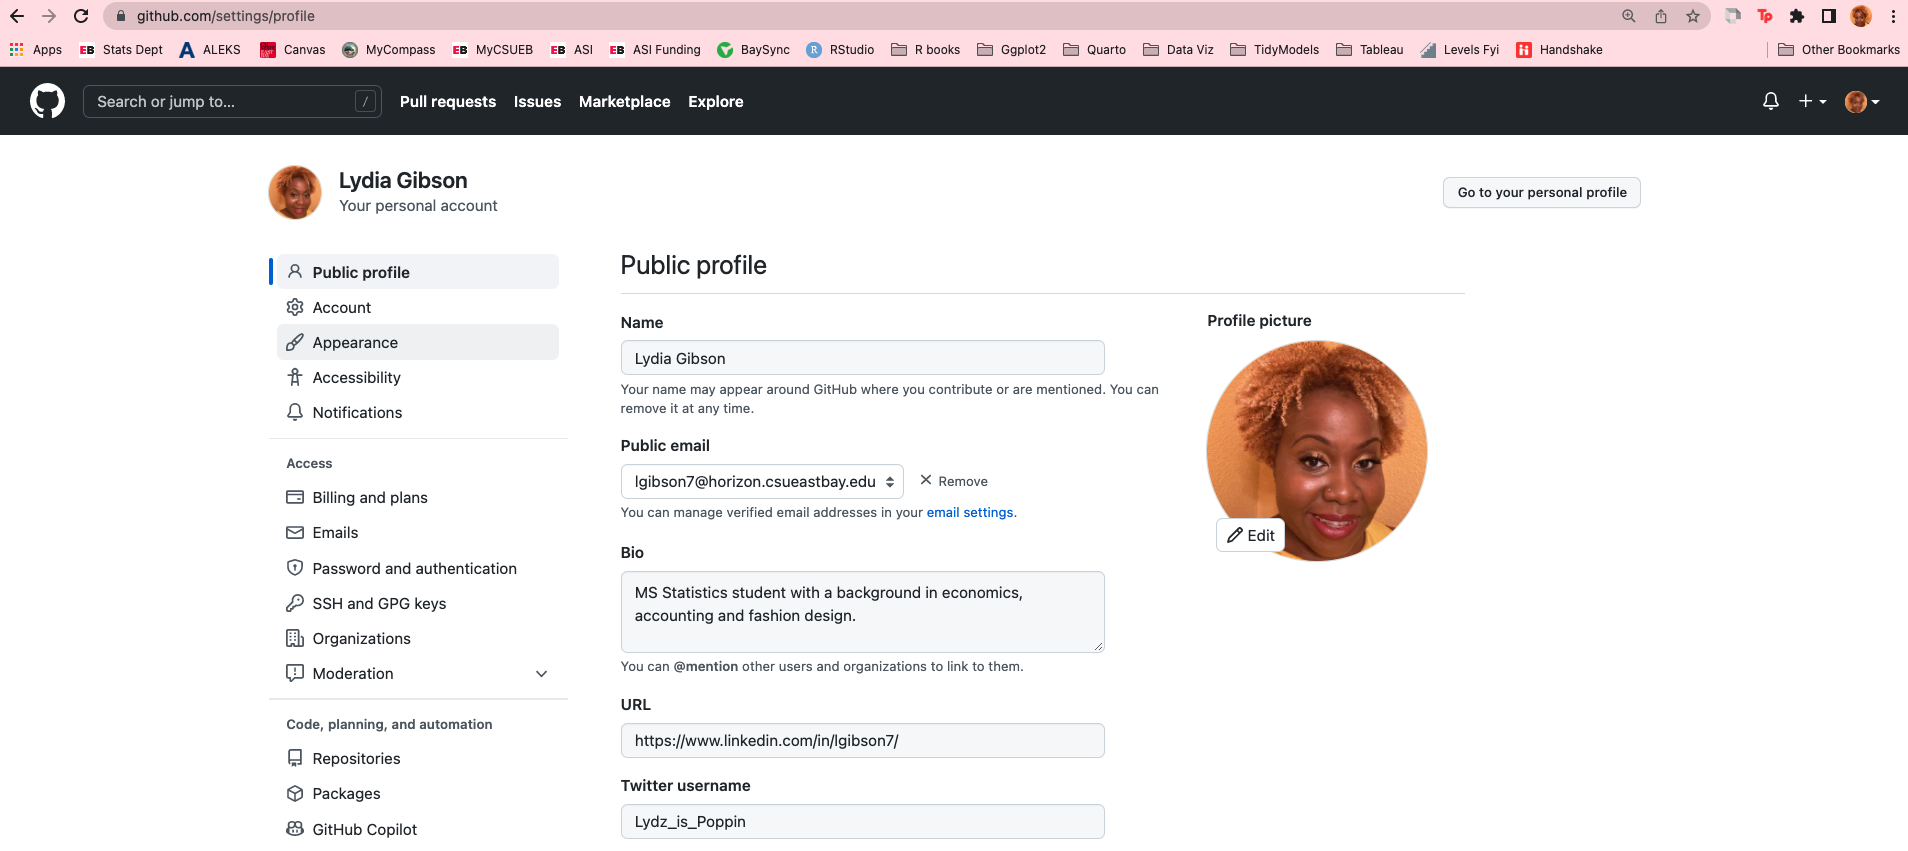 github.com/settings/profile
Apps
EB Stats Dept
A ALEKS
Canvas
MyCompass
EB MyCSUEB
EB ASI
EB ASI Funding
BaySync
R RStudio
R books
Ggplot2
Quarto
Data Viz
TidyModels
Tableau
Levels Fyi
Handshake
Other Bookmarks
Tp
Search or jump to...
/
Pull requests
Issues
Marketplace
Explore
Lydia Gibson
Your personal account
Go to your personal profile
Public profile
Account
Appearance
Accessibility
Notifications
Access
Billing and plans
Emails
Password and authentication
SSH and GPG keys
Organizations
Moderation
Code, planning, and automation
Repositories
Packages
GitHub Copilot
Public profile
Name
Lydia Gibson
Your name may appear around GitHub where you contribute or are mentioned. You can
remove it at any time.
Public email
lgibson7@horizon.csueastbay.edu
Remove
You can manage verified email addresses in your email settings.
Bio
MS Statistics student with a background in economics,
accounting and fashion design.
You can @mention other users and organizations to link to them.
URL
https://www.linkedin.com/in/lgibson7/
Twitter username
Lydz_is_Poppin
Profile picture
Edit